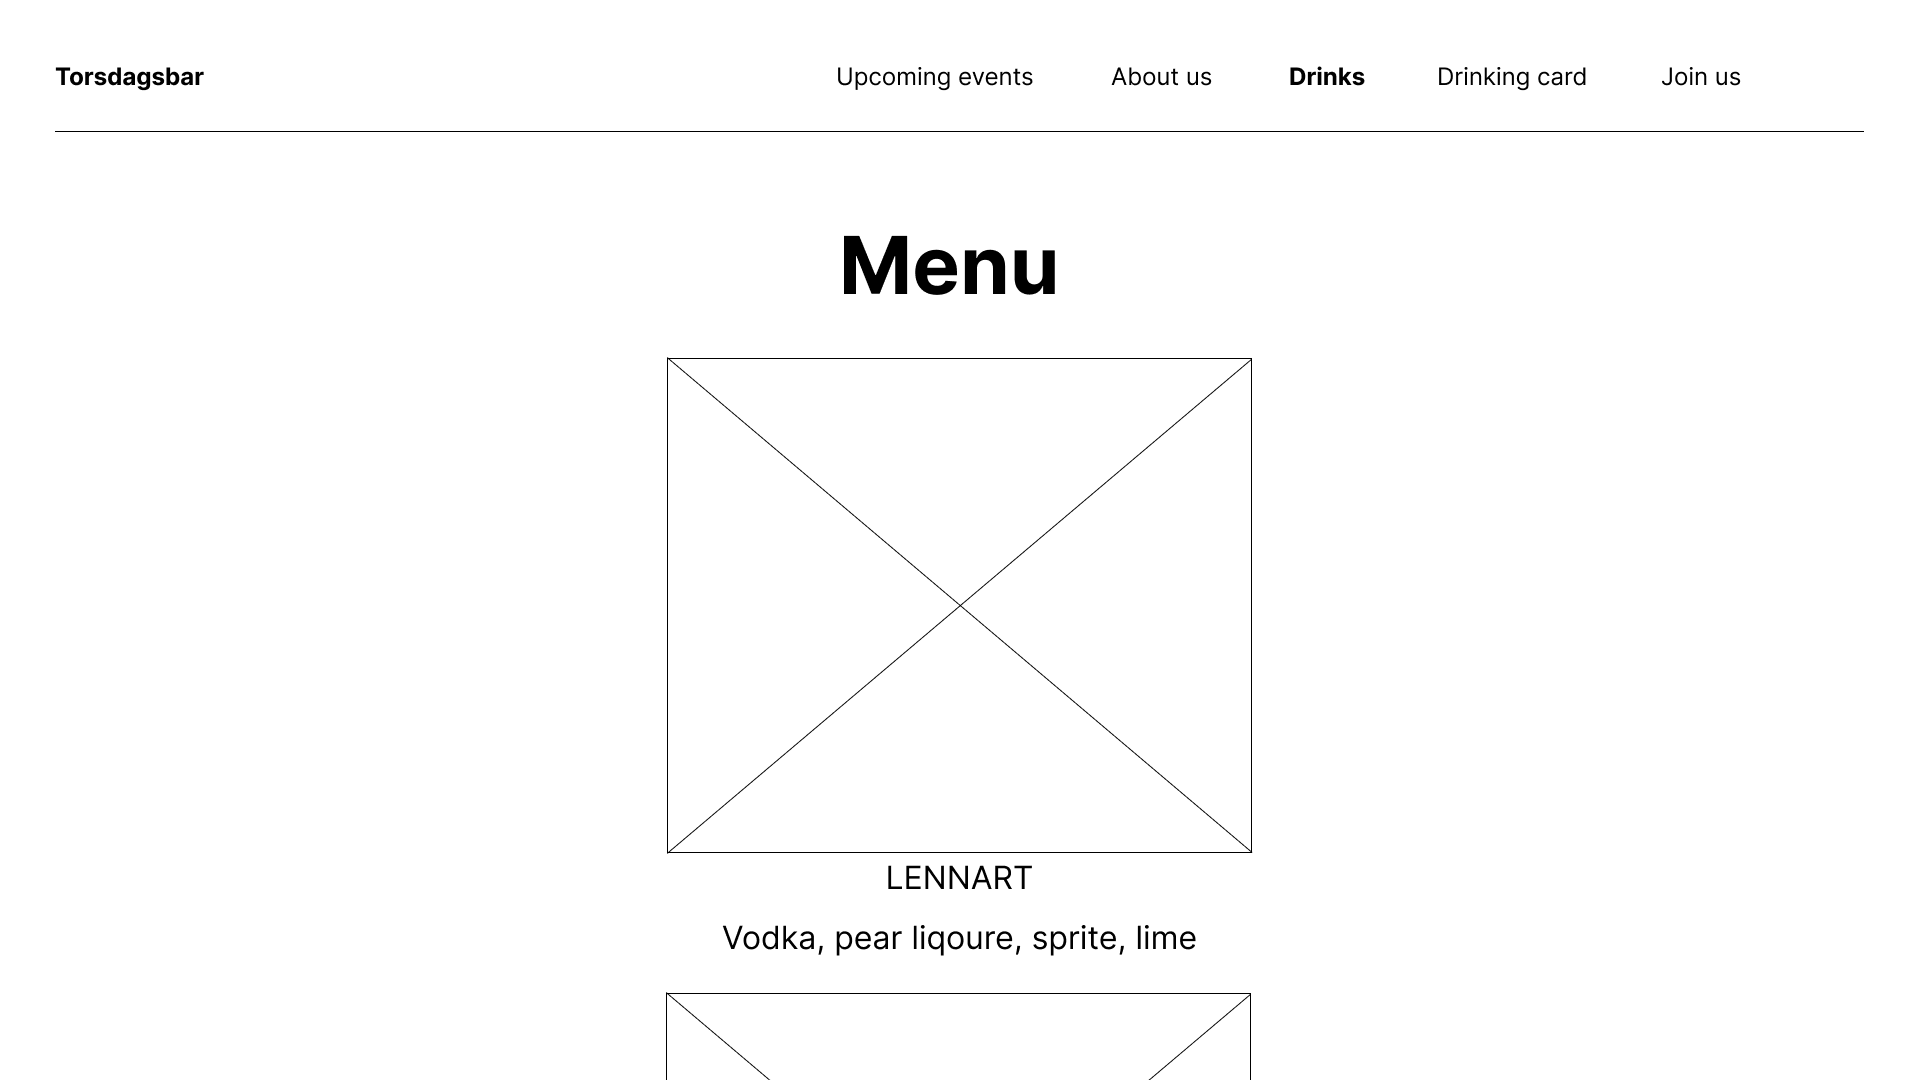 Torsdagsbar
Upcoming events
About us
Drinks
Drinking card
Join us
Menu
LENNART
Vodka, pear liqoure, sprite, lime